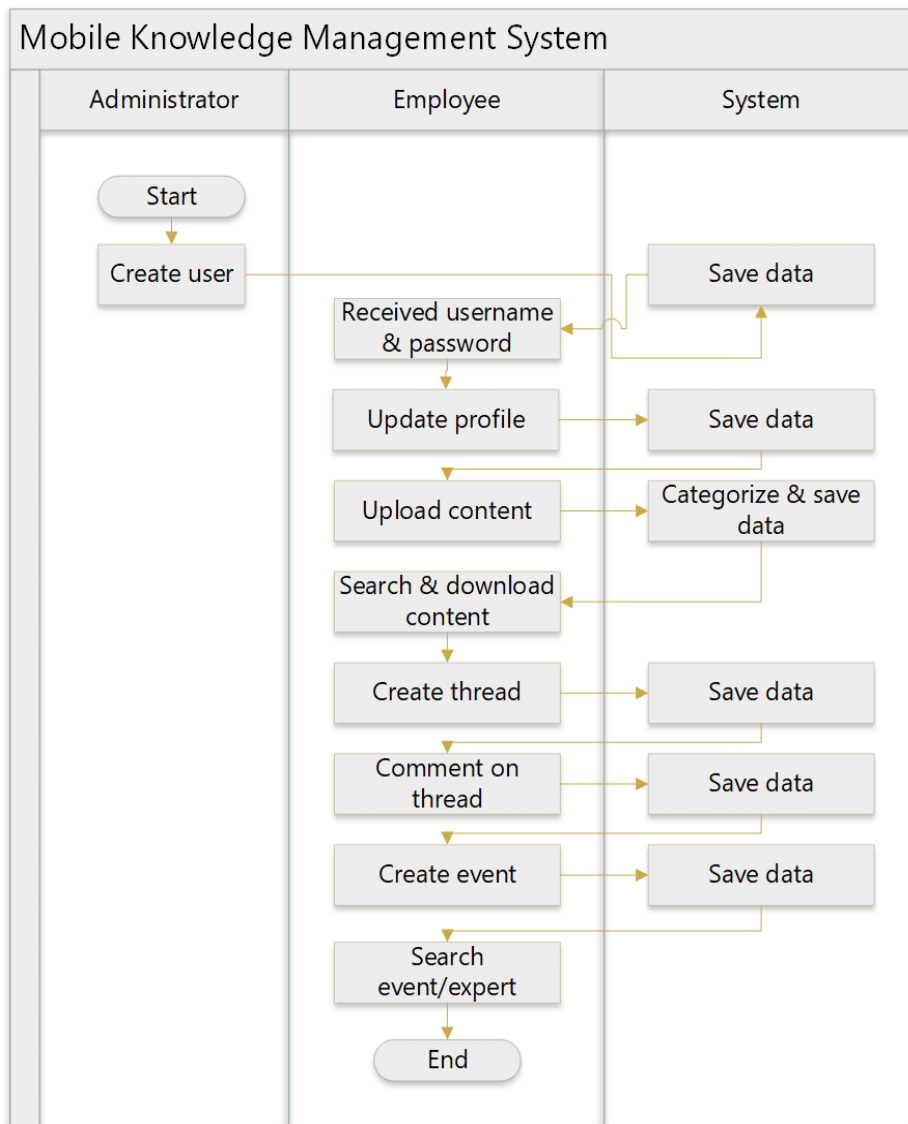 Mobile Knowledge Management System
Administrator
Employee
System
Start
Create user
Save data
Received username
& password
Update profile
Save data
Upload content
Categorize & save
data
Search & download
content
Create thread
Save data
Comment on
thread
Save data
Create event
Save data
Search
event/expert
End